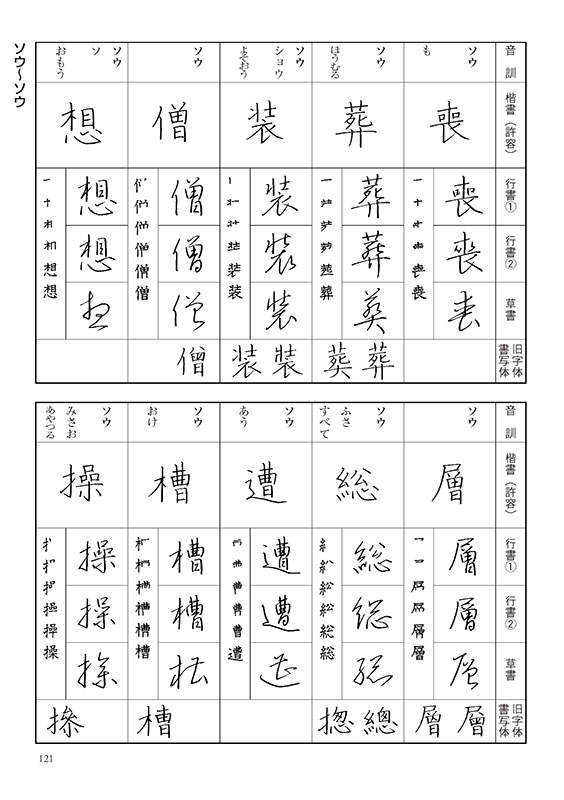 ソウ〜ソウ
音訓
楷書（許容）
行書①
行書②
草書
旧字体
書写体
ソウ
も
喪
喪
喪
喪
ソウ
ほうむる
葬
葬
葬
葬
葬
ソウ
ショウ
よそおう
装
装
装
装
裝
ソウ
僧
僧
僧
僧
僧
ソウ
ソ
おもう
想
想
想
想
音訓
楷書（許容）
行書①
行書②
草書
旧字体
書写体
ソウ
層
層
層
層
層
ソウ
ふさ
すべて
総
総
総
総
總
ソウ
あう
遭
遭
遭
遭
ソウ
おけ
槽
槽
槽
槽
槽
ソウ
みさお
あやつる
操
操
操
操
121